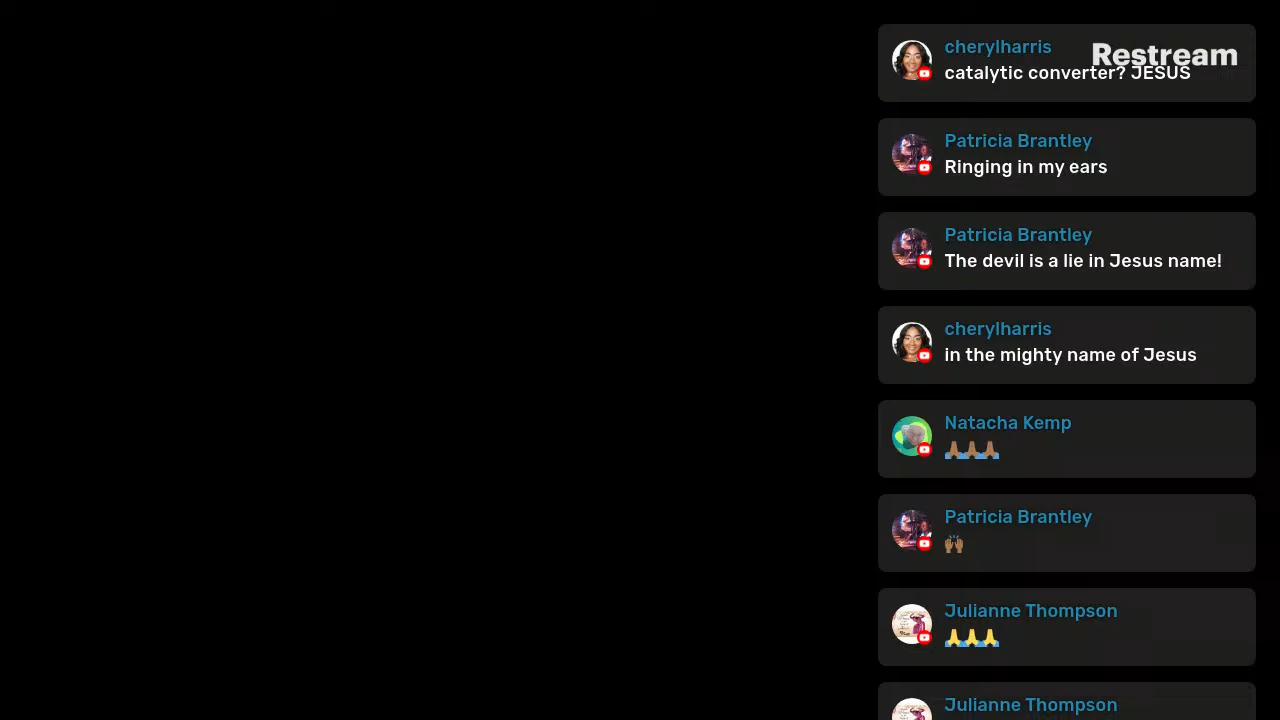 cherylharris
Restream
catalytic converter? JESUS
Patricia Brantley
Ringing in my ears
Patricia Brantley
The devil is a lie in Jesus name!
cherylharris
in the mighty name of Jesus
Natacha Kemp
🙏🏾🙏🏾🙏🏾
Patricia Brantley
🙌🏾
Julianne Thompson
🙏🙏🙏
Julianne Thompson